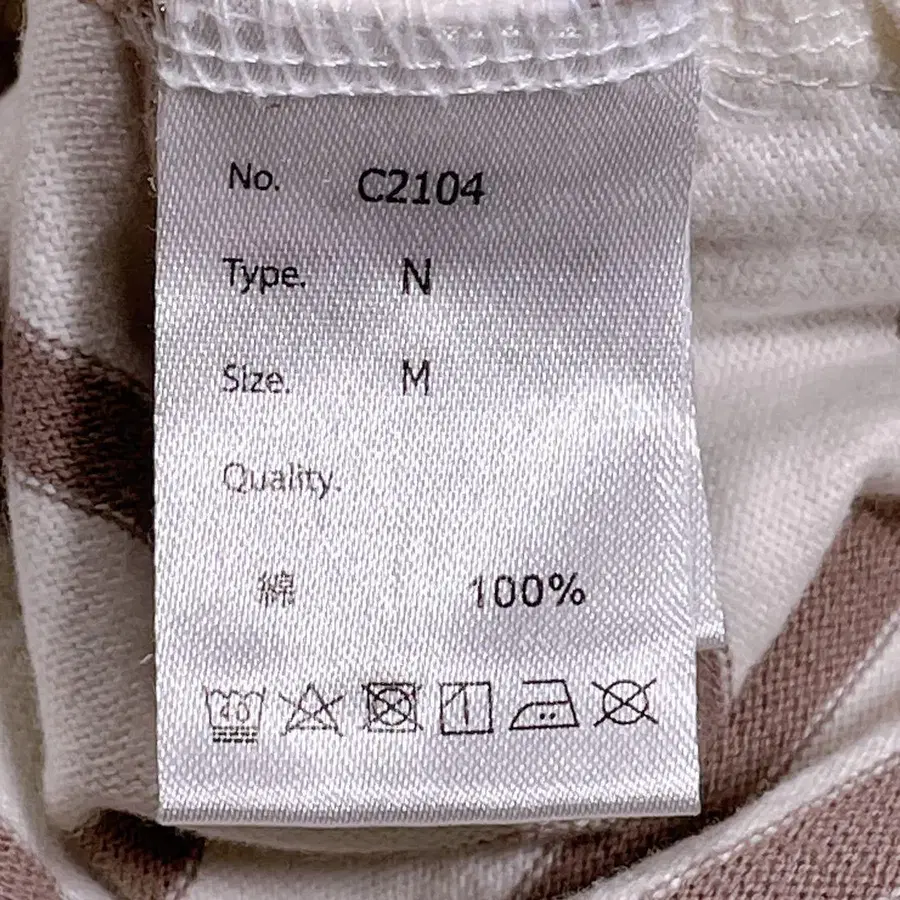 No. C2104
Type. N
Size. M
Quality.
綿 100%
40